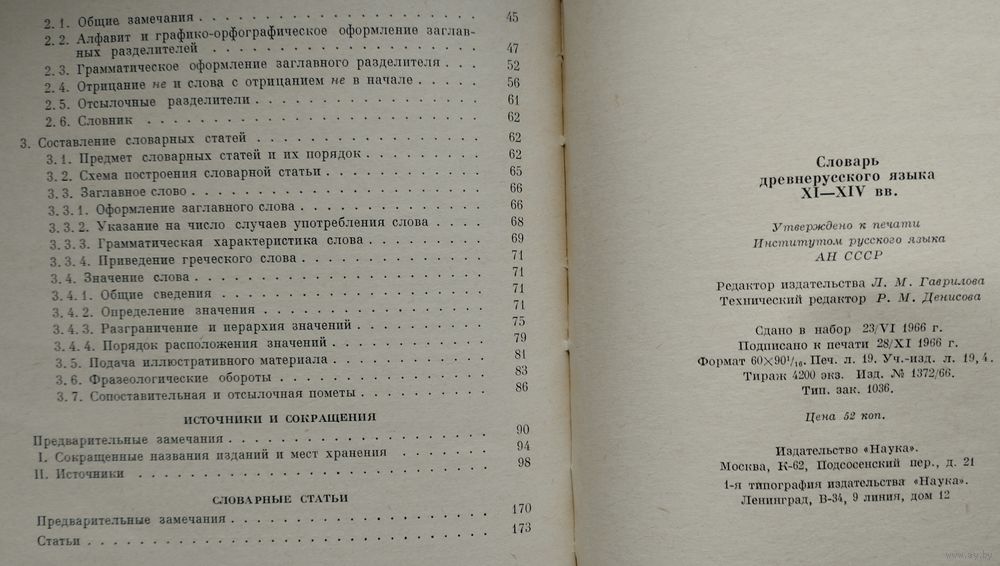 2. 1. Общие замечания . . . . . . . . . . . . . . . . . . . . 45
2. 2. Алфавит и графико-орфографическое оформление заглав-
ных разделителей . . . . . . . . . . . . . . . . . 47
2. 3. Грамматическое оформление заглавного разделителя . . . 52
2. 4. Отрицание не и слова с отрицанием не в начале . . . . . 56
2. 5. Отсылочные разделители . . . . . . . . . . . . . . . . 61
2. 6. Словник . . . . . . . . . . . . . . . . . . . . . . . 62
3. Составление словарных статей . . . . . . . . . . . . . . . . 62
3. 1. Предмет словарных статей и их порядок . . . . . . . . 62
3. 2. Схема построения словарной статьи . . . . . . . . . . . 65
3. 3. Заглавное слово . . . . . . . . . . . . . . . . . . . . 66
3. 3. 1. Оформление заглавного слова . . . . . . . . . . . . . 66
3. 3. 2. Указание на число случаев употребления слова . . . . 68
3. 3. 3. Грамматическая характеристика слова . . . . . . . . 69
3. 3. 4. Приведение греческого слова . . . . . . . . . . . . . 71
3. 4. Значение слова . . . . . . . . . . . . . . . . . . . . 71
3. 4. 1. Общие сведения . . . . . . . . . . . . . . . . . . . 71
3. 4. 2. Определение значения . . . . . . . . . . . . . . . . 71
3. 4. 3. Разграничение и иерархия значений . . . . . . . . . 75
3. 4. 4. Порядок расположения значений . . . . . . . . . . . 79
3. 5. Подача иллюстративного материала . . . . . . . . . . . 81
3. 6. Фразеологические обороты . . . . . . . . . . . . . . . 83
3. 7. Сопоставительная и отсылочная пометы . . . . . . . . . 86
ИСТОЧНИКИ И СОКРАЩЕНИЯ
Предварительные замечания . . . . . . . . . . . . . . . . . . 90
I. Сокращенные названия изданий и мест хранения . . . . . . . 94
II. Источники . . . . . . . . . . . . . . . . . . . . . . . . 98
СЛОВАРНЫЕ СТАТЬИ
Предварительные замечания . . . . . . . . . . . . . . . . . . 170
Статьи . . . . . . . . . . . . . . . . . . . . . . . . . . . . 173
Словарь
древнерусского языка
XI—XIV вв.
Утверждено к печати
Институтом русского языка
АН СССР
Редактор издательства Л. М. Гаврилова
Технический редактор Р. М. Денисова
Сдано в набор 23/VI 1966 г.
Подписано к печати 28/XI 1966 г.
Формат 60×90¹/₁₆. Печ. л. 19. Уч.-изд. л. 19,4.
Тираж 4200 экз. Изд. № 1372/66.
Тип. зак. 1036.
Цена 52 коп.
Издательство «Наука».
Москва, К-62, Подсосенский пер., д. 21
1-я типография издательства «Наука».
Ленинград, В-34, 9 линия, дом 12
www.ay.by